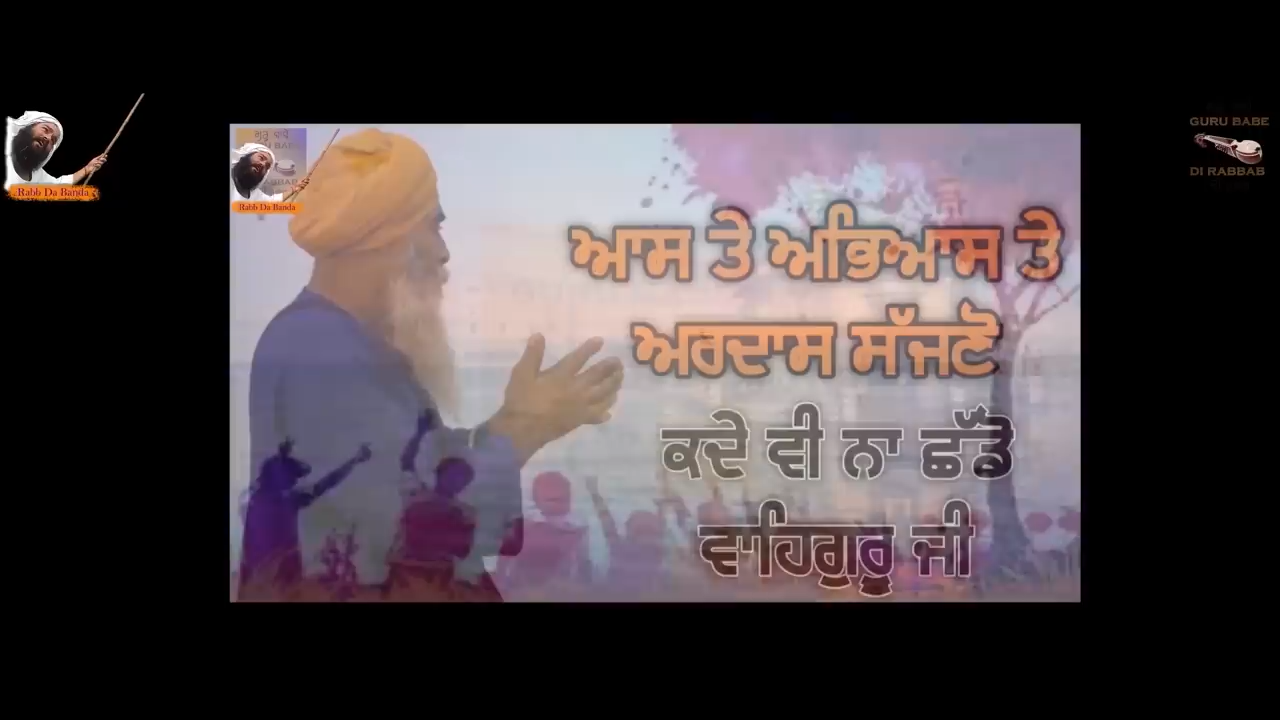 Rabb Da Banda
GURU BABE
DI RABBAB
Rabb Da Banda
ਆਸ ਤੇ ਅਭਿਆਸ ਤੇ
ਅਰਦਾਸ ਸੱਜਣੋ
ਕਦੇ ਵੀ ਨਾ ਛੱਡੋ
ਵਾਹਿਗੁਰੂ ਜੀ